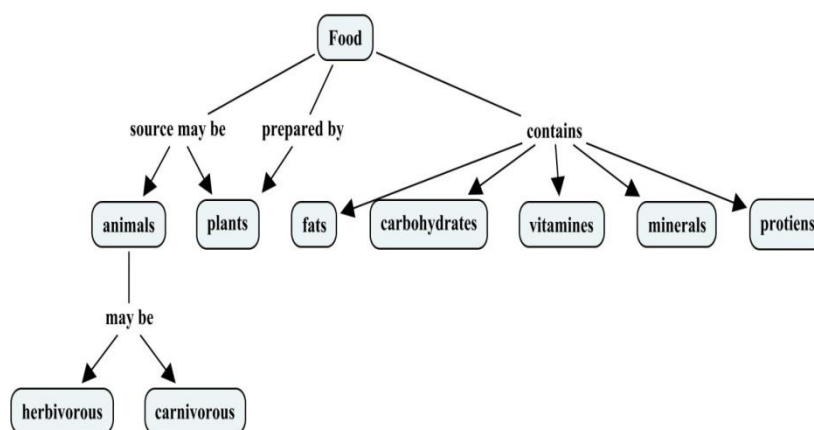 Food
source may be
prepared by
contains
animals
plants
fats
carbohydrates
vitamines
minerals
protiens
may be
herbivorous
carnivorous